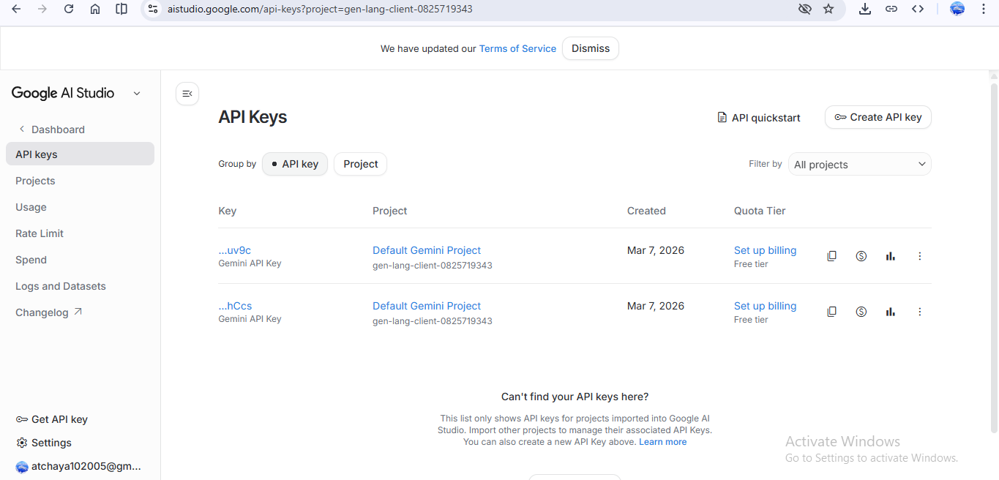 aistudio.google.com/api-keys?project=gen-lang-client-0825719343
We have updated our Terms of Service Dismiss
Google AI Studio
Dashboard
API keys
Projects
Usage
Rate Limit
Spend
Logs and Datasets
Changelog
Get API key
Settings
atchaya102005@gm...
API Keys
API quickstart
Create API key
Group by API key Project
Filter by All projects
Key Project Created Quota Tier
...uv9c Default Gemini Project Mar 7, 2026 Set up billing
Gemini API Key gen-lang-client-0825719343 Free tier
...hCcs Default Gemini Project Mar 7, 2026 Set up billing
Gemini API Key gen-lang-client-0825719343 Free tier
Can't find your API keys here?
This list only shows API keys for projects imported into Google AI
Studio. Import other projects to manage their associated API Keys.
You can also create a new API Key above. Learn more
Activate Windows
Go to Settings to activate Windows.